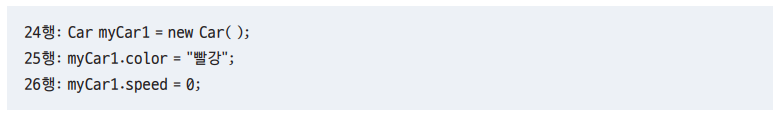 24행: Car myCar1 = new Car( );
25행: myCar1.color = "빨강";
26행: myCar1.speed = 0;